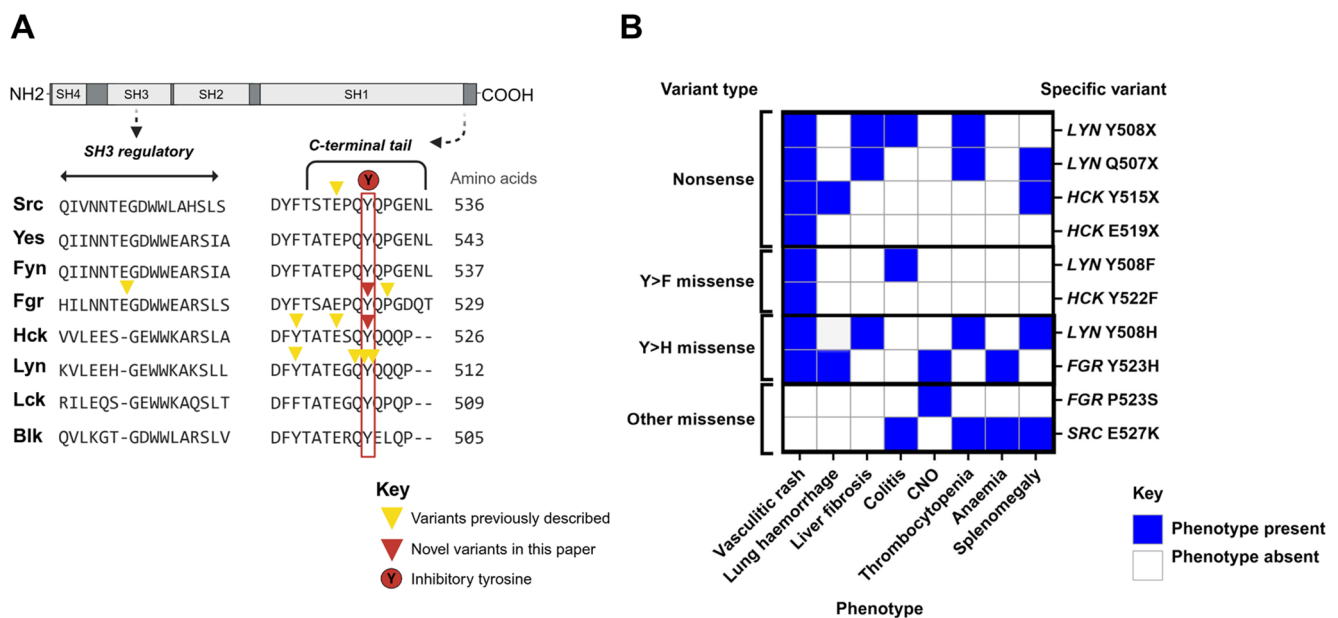 A
NH2
SH4
SH3
SH2
SH1
COOH
SH3 regulatory
C-terminal tail
Y
Amino acids
Src QIVNNTEGDWWLAHSLS DYFTSTEPQYQPGENL 536
Yes QIINNTEGDWWEARSIA DYFTATEPQYQPGENL 543
Fyn QIINNTEGDWWEARSIA DYFTATEPQYQPGENL 537
Fgr HILNNTEGDWWEARSLS DYFTSAEPQYQPGDQT 529
Hck VVLEES-GEWWKARSLA DFYTATESQYQQQP-- 526
Lyn KVLEEH-GEWWKAKSLL DFYTATEGQYQQQP-- 512
Lck RILEQS-GEWWKAQSLT DFFTATEGQYQPQP-- 509
Blk QVLKGT-GDWWLARSLV DFYTATERQYELQP-- 505
Key
Variants previously described
Novel variants in this paper
Y Inhibitory tyrosine
B
Variant type
Specific variant
Nonsense
LYN Y508X
LYN Q507X
HCK Y515X
HCK E519X
Y>F missense
LYN Y508F
HCK Y522F
Y>H missense
LYN Y508H
FGR Y523H
Other missense
FGR P523S
SRC E527K
Vasculitic rash
Lung haemorrhage
Liver fibrosis
Colitis
CNO
Thrombocytopenia
Anaemia
Splenomegaly
Phenotype
Key
Phenotype present
Phenotype absent